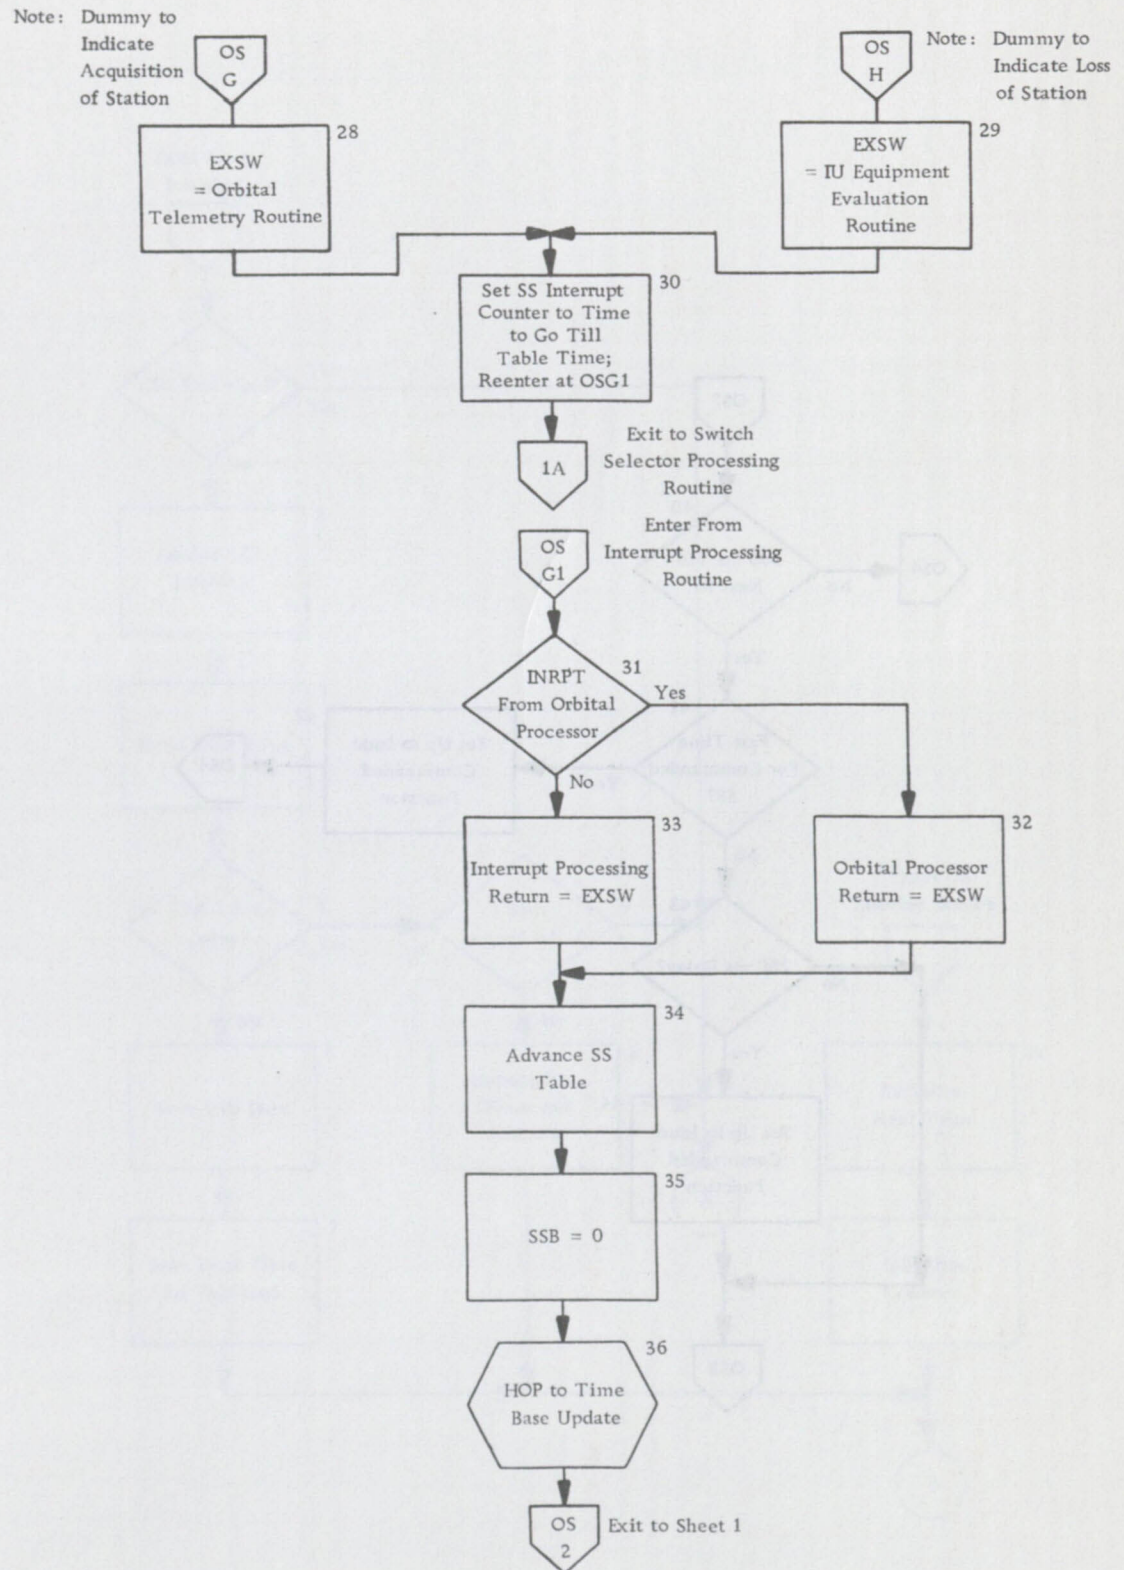 Note: Dummy to
Indicate
Acquisition
of Station
OS
G
OS
H
Note: Dummy to
Indicate Loss
of Station
28
EXSW
= Orbital
Telemetry Routine
29
EXSW
= IU Equipment
Evaluation
Routine
30
Set SS Interrupt
Counter to Time
to Go Till
Table Time;
Reenter at OSG1
1A
Exit to Switch
Selector Processing
Routine
OS
G1
Enter From
Interrupt Processing
Routine
31
INRPT
From Orbital
Processor
Yes
No
33
Interrupt Processing
Return = EXSW
32
Orbital Processor
Return = EXSW
34
Advance SS
Table
35
SSB = 0
36
HOP to Time
Base Update
OS
2
Exit to Sheet 1